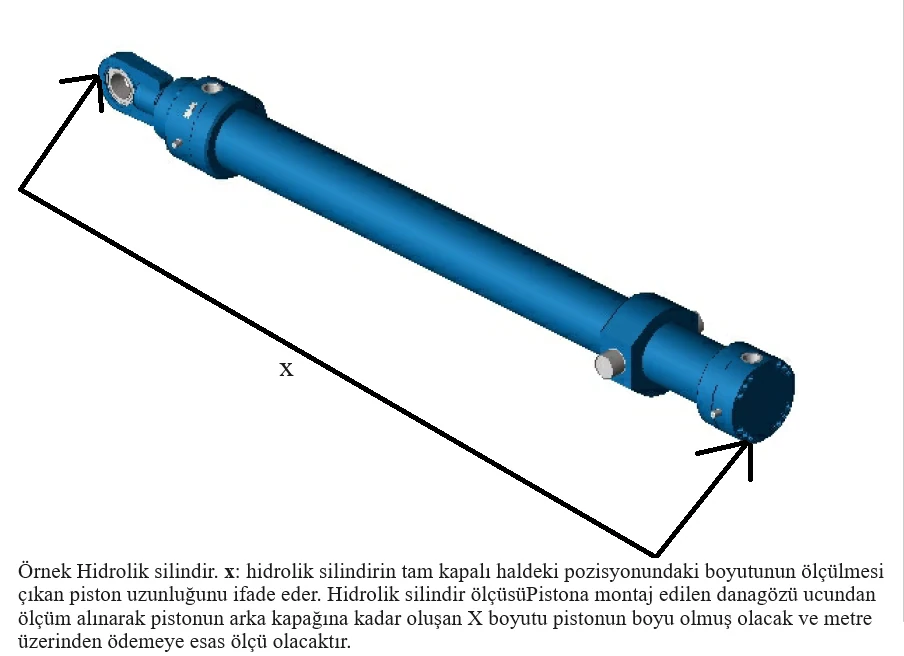 x
Örnek Hidrolik silindir. x: hidrolik silindirin tam kapalı haldeki pozisyonundaki boyutunun ölçülmesi
çıkan piston uzunluğunu ifade eder. Hidrolik silindir ölçüsüPistona montaj edilen danagözü ucundan
ölçüm alınarak pistonun arka kapağına kadar oluşan X boyutu pistonun boyu olmuş olacak ve metre
üzerinden ödemeye esas ölçü olacaktır.